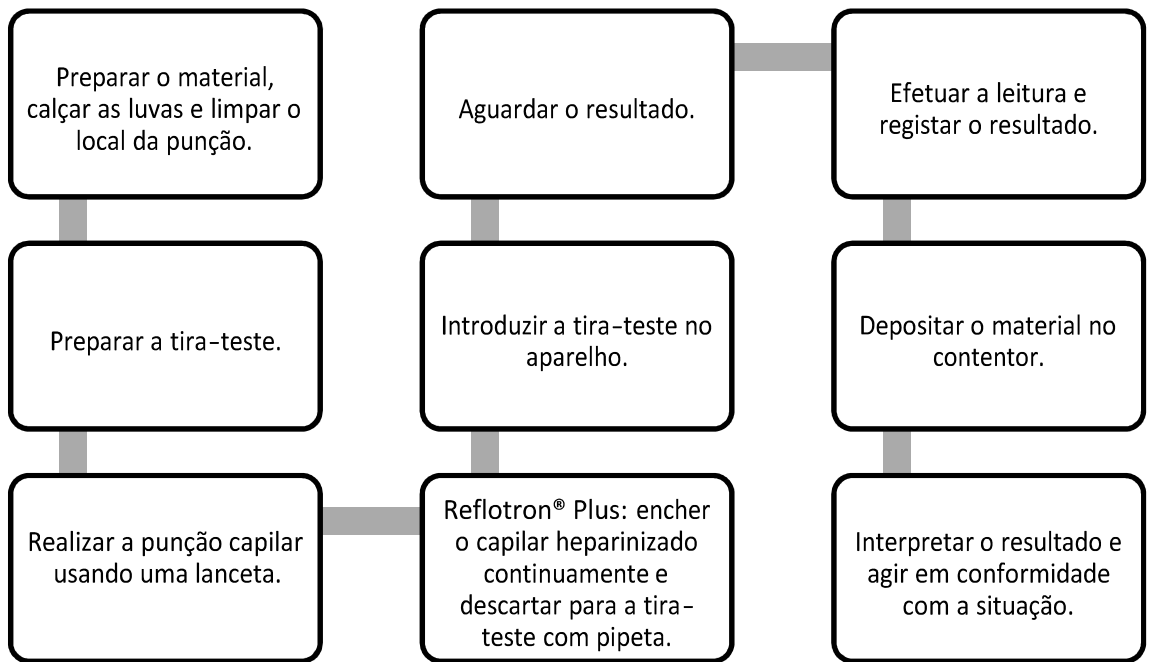 Preparar o material,
calçar as luvas e limpar o
local da punção.
Preparar a tira-teste.
Realizar a punção capilar
usando uma lanceta.
Reflotron® Plus: encher
o capilar heparinizado
continuamente e
descartar para a tira-
teste com pipeta.
Introduzir a tira-teste no
aparelho.
Aguardar o resultado.
Efetuar a leitura e
registar o resultado.
Depositar o material no
contentor.
Interpretar o resultado e
agir em conformidade
com a situação.